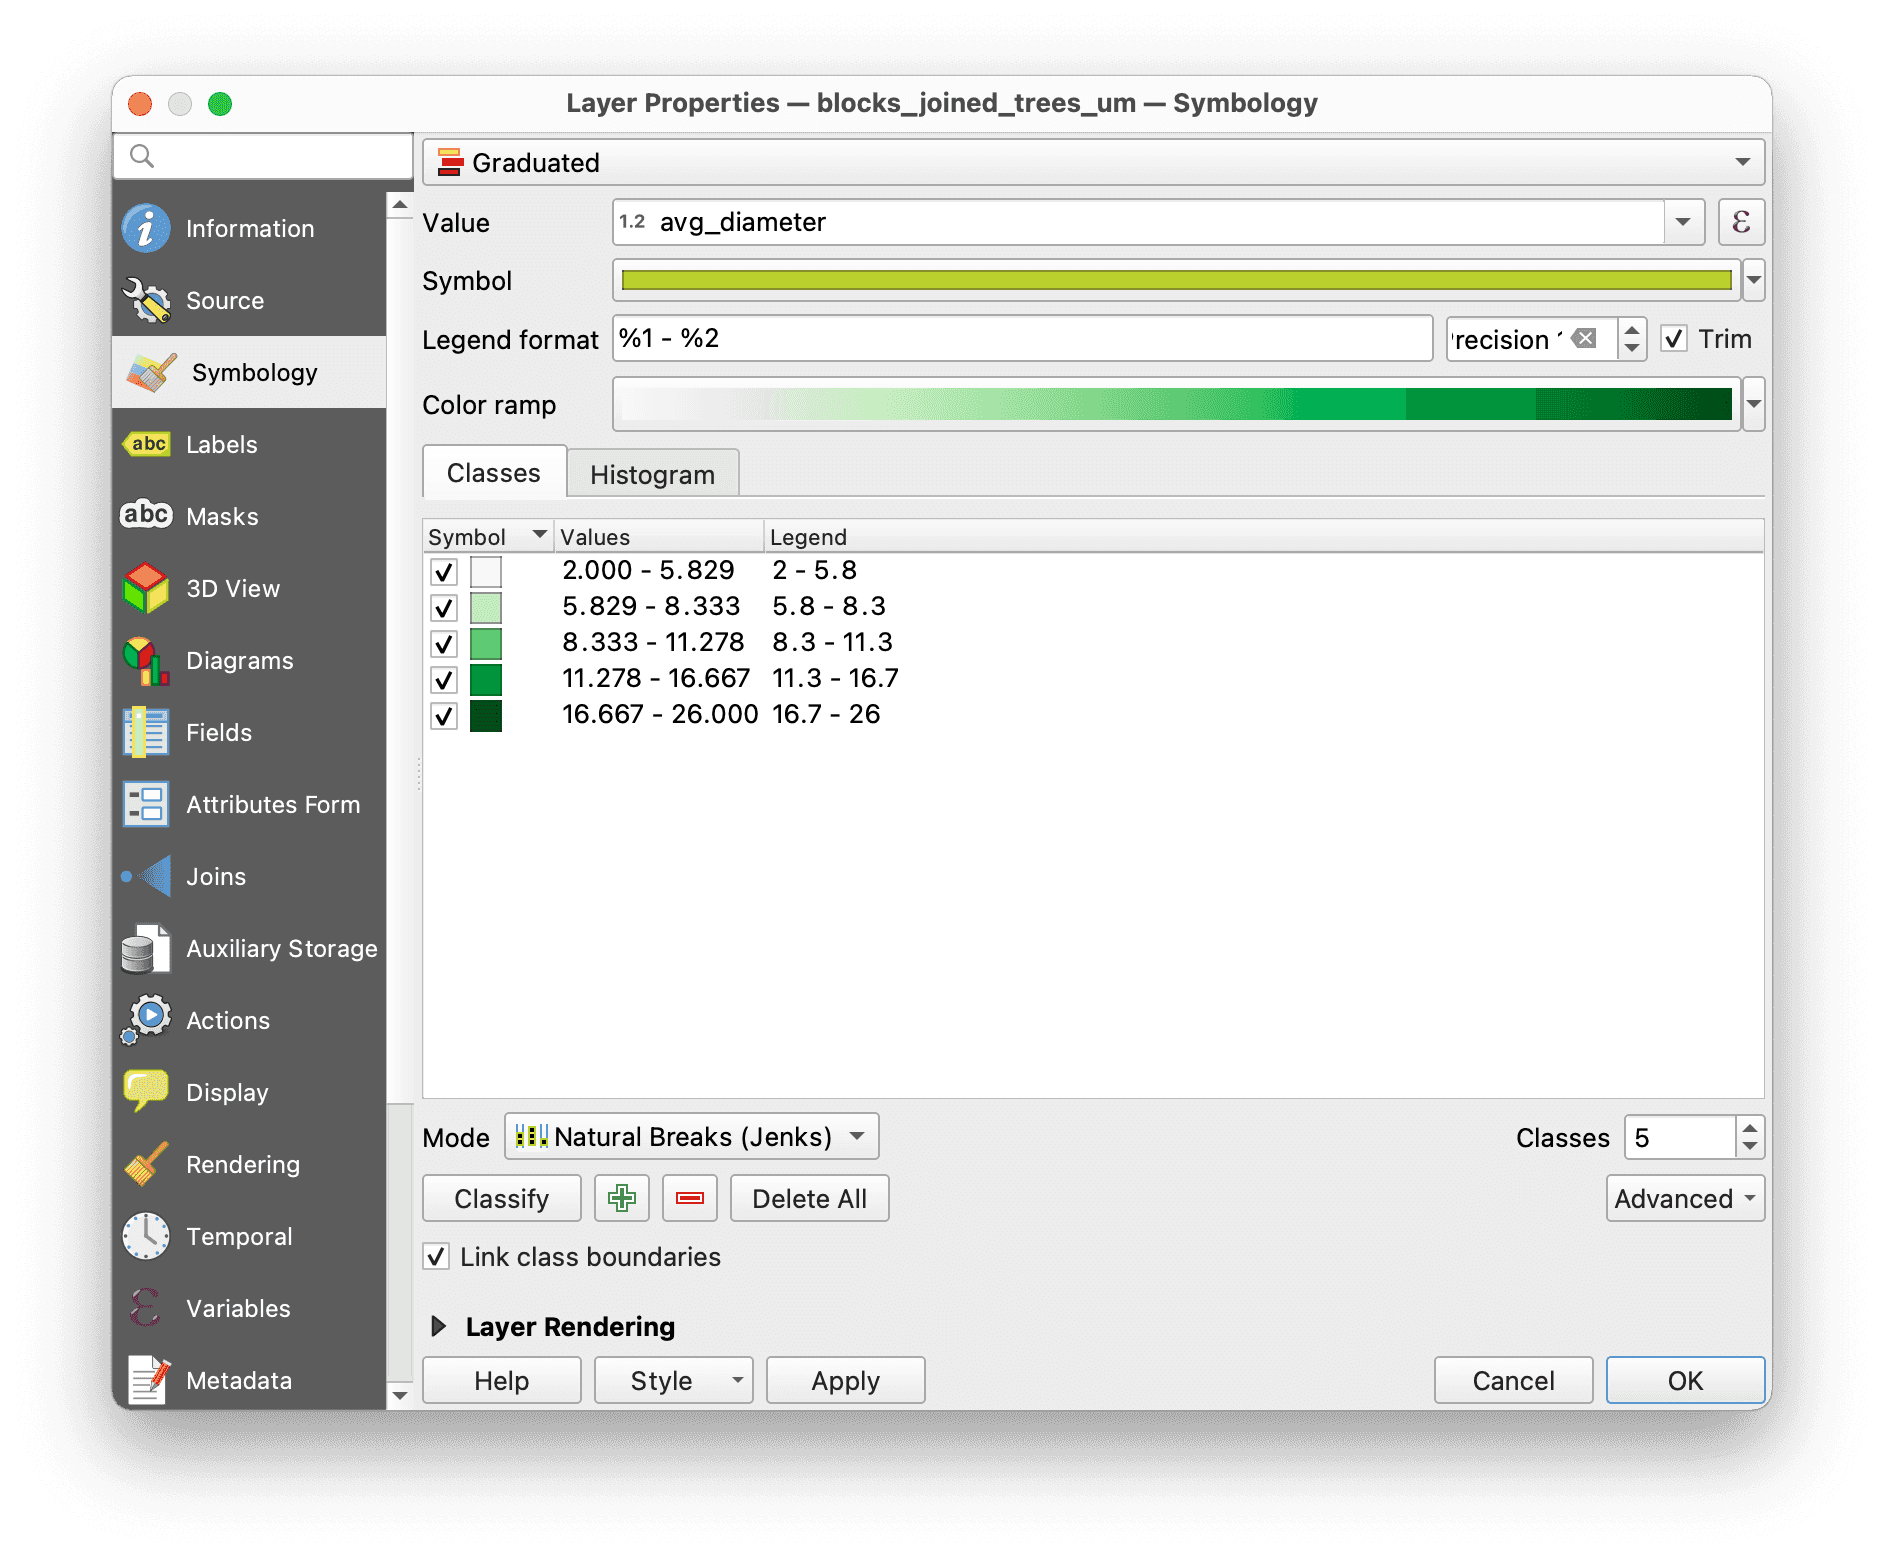 Layer Properties — blocks_joined_trees_um — Symbology
Information
Source
Symbology
abc Labels
abc Masks
3D View
Diagrams
Fields
Attributes Form
Joins
Auxiliary Storage
Actions
Display
Rendering
Temporal
Variables
Metadata
Graduated
Value 1.2 avg_diameter ε
Symbol
Legend format %1 - %2 recision Trim
Color ramp
Classes Histogram
Symbol Values Legend
2.000 - 5.829 2 - 5.8
5.829 - 8.333 5.8 - 8.3
8.333 - 11.278 8.3 - 11.3
11.278 - 16.667 11.3 - 16.7
16.667 - 26.000 16.7 - 26
Mode Natural Breaks (Jenks) Classes 5
Classify Delete All Advanced
Link class boundaries
Layer Rendering
Help Style Apply Cancel OK